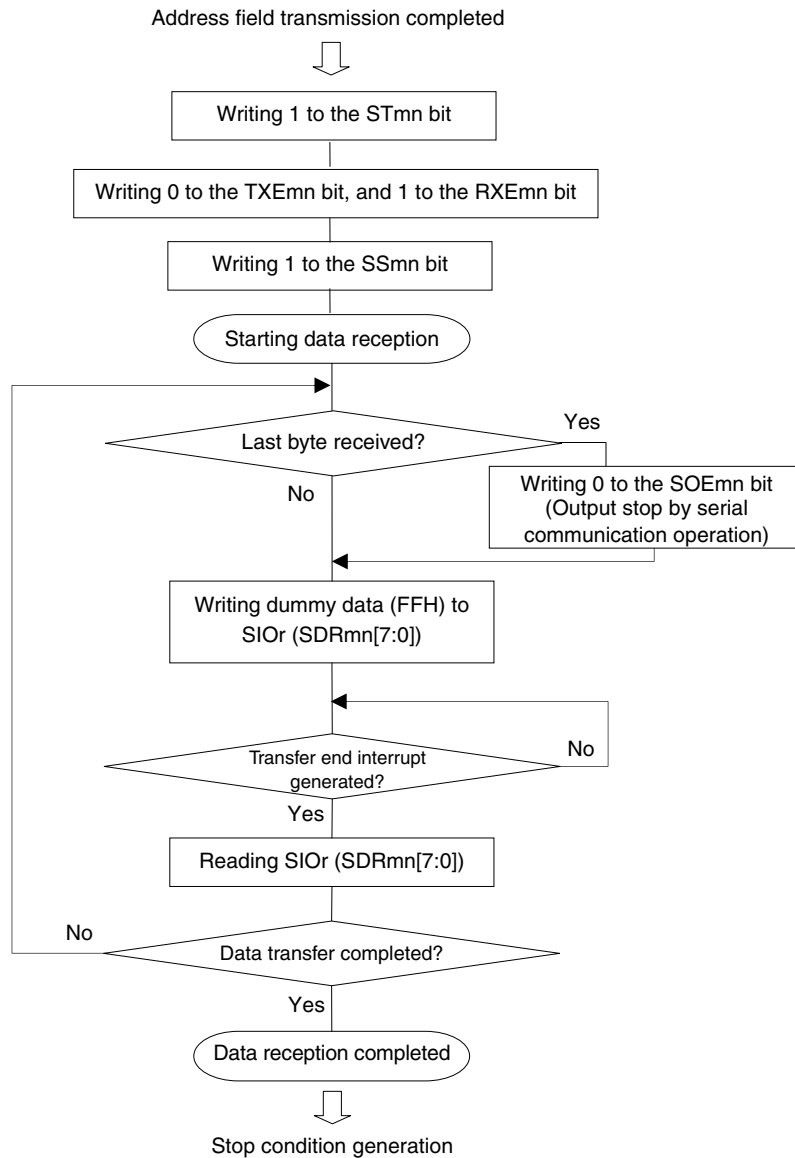 Address field transmission completed
Writing 1 to the STmn bit
Writing 0 to the TXEmn bit, and 1 to the RXEmn bit
Writing 1 to the SSmn bit
Starting data reception
Last byte received?
Yes
No
Writing 0 to the SOEmn bit
(Output stop by serial
communication operation)
Writing dummy data (FFH) to
SIOr (SDRmn[7:0])
Transfer end interrupt
generated?
No
Yes
Reading SIOr (SDRmn[7:0])
No
Data transfer completed?
Yes
Data reception completed
Stop condition generation